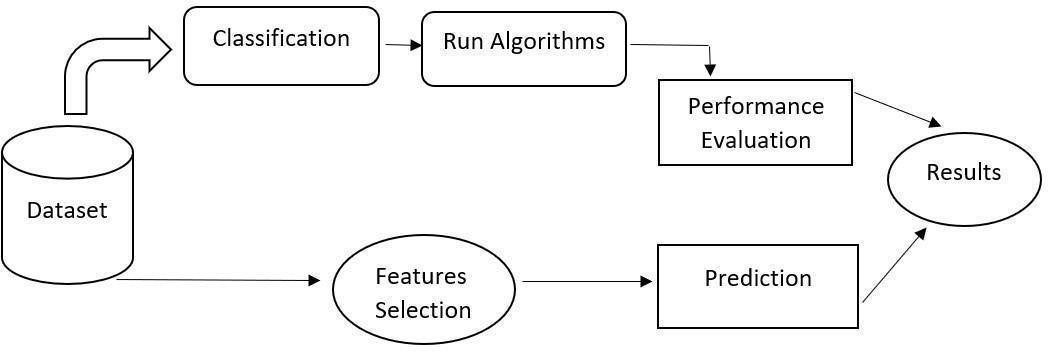 Classification
Run Algorithms
Performance
Evaluation
Results
Dataset
Features
Selection
Prediction